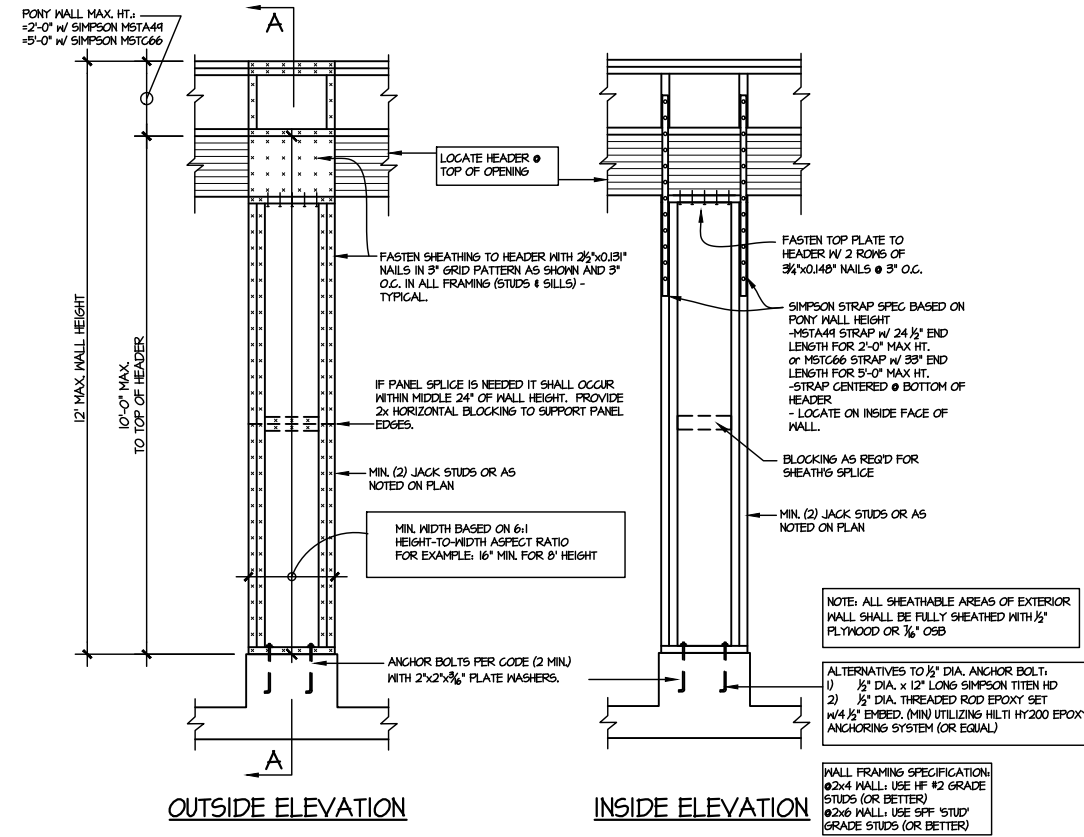 PONY WALL MAX. HT.:
=2'-0" W/ SIMPSON MSTA49
=5'-0" W/ SIMPSON MSTC66
A
12' MAX. WALL HEIGHT
10'-0" MAX.
TO TOP OF HEADER
LOCATE HEADER @
TOP OF OPENING
FASTEN SHEATHING TO HEADER WITH 2½"x0.131"
NAILS IN 3" GRID PATTERN AS SHOWN AND 3"
O.C. IN ALL FRAMING (STUDS & SILLS) -
TYPICAL.
IF PANEL SPLICE IS NEEDED IT SHALL OCCUR
WITHIN MIDDLE 24" OF WALL HEIGHT. PROVIDE
2x HORIZONTAL BLOCKING TO SUPPORT PANEL
EDGES.
MIN. (2) JACK STUDS OR AS
NOTED ON PLAN
MIN. WIDTH BASED ON 6:1
HEIGHT-TO-WIDTH ASPECT RATIO
FOR EXAMPLE: 16" MIN. FOR 8' HEIGHT
ANCHOR BOLTS PER CODE (2 MIN.)
WITH 2"x2"x3/16" PLATE WASHERS.
A
OUTSIDE ELEVATION
FASTEN TOP PLATE TO
HEADER W/ 2 ROWS OF
3¼"x0.148" NAILS @ 3" O.C.
SIMPSON STRAP SPEC BASED ON
PONY WALL HEIGHT
-MSTA49 STRAP W/ 24 ½" END
LENGTH FOR 2'-0" MAX HT.
or MSTC66 STRAP W/ 33" END
LENGTH FOR 5'-0" MAX HT.
-STRAP CENTERED @ BOTTOM OF
HEADER
- LOCATE ON INSIDE FACE OF
WALL.
BLOCKING AS REQ'D FOR
SHEATH'G SPLICE
MIN. (2) JACK STUDS OR AS
NOTED ON PLAN
NOTE: ALL SHEATHABLE AREAS OF EXTERIOR
WALL SHALL BE FULLY SHEATHED WITH ½"
PLYWOOD OR 7/16" OSB
ALTERNATIVES TO ½" DIA. ANCHOR BOLT:
1) ½" DIA. x 12" LONG SIMPSON TITEN HD
2) ½" DIA. THREADED ROD EPOXY SET
W/4 ½" EMBED. (MIN) UTILIZING HILTI HY200 EPOXY
ANCHORING SYSTEM (OR EQUAL)
WALL FRAMING SPECIFICATION:
@2x4 WALL: USE HF #2 GRADE
STUDS (OR BETTER)
@2x6 WALL: USE SPF 'STUD'
GRADE STUDS (OR BETTER)
INSIDE ELEVATION